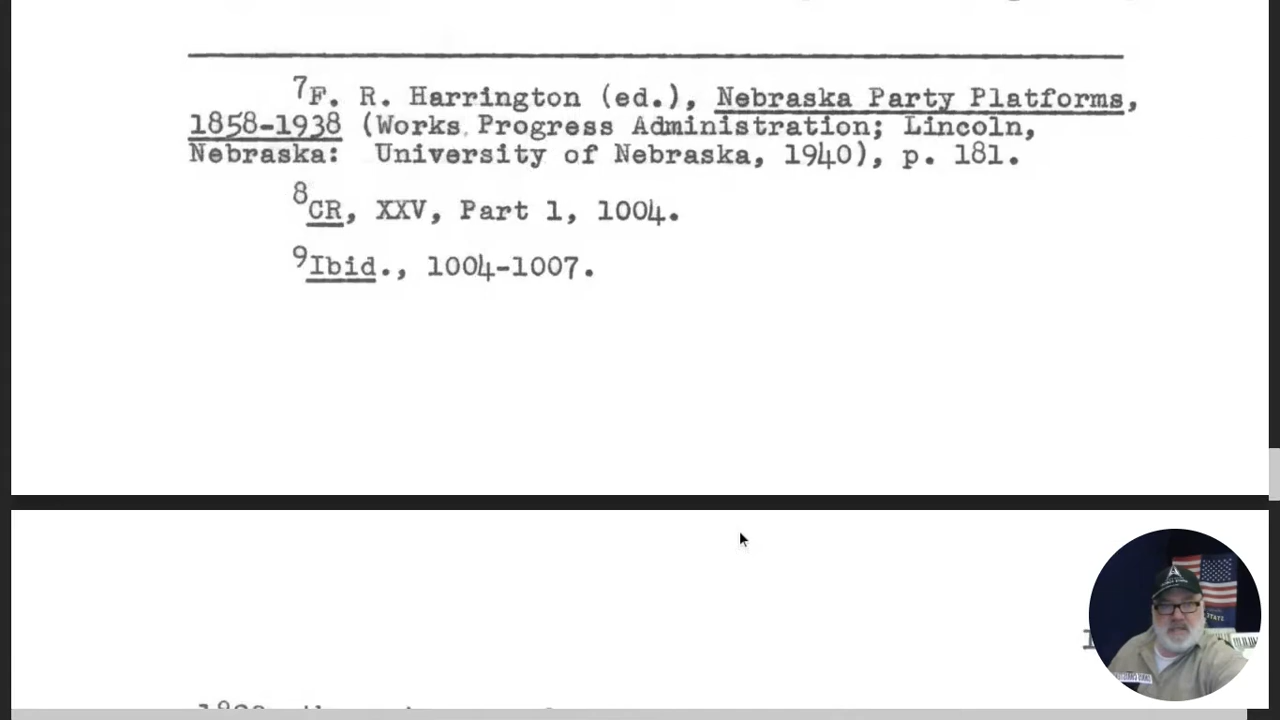 7F. R. Harrington (ed.), Nebraska Party Platforms,
1858-1938 (Works Progress Administration; Lincoln,
Nebraska: University of Nebraska, 1940), p. 181.
8CR, XXV, Part 1, 1004.
9Ibid., 1004-1007.